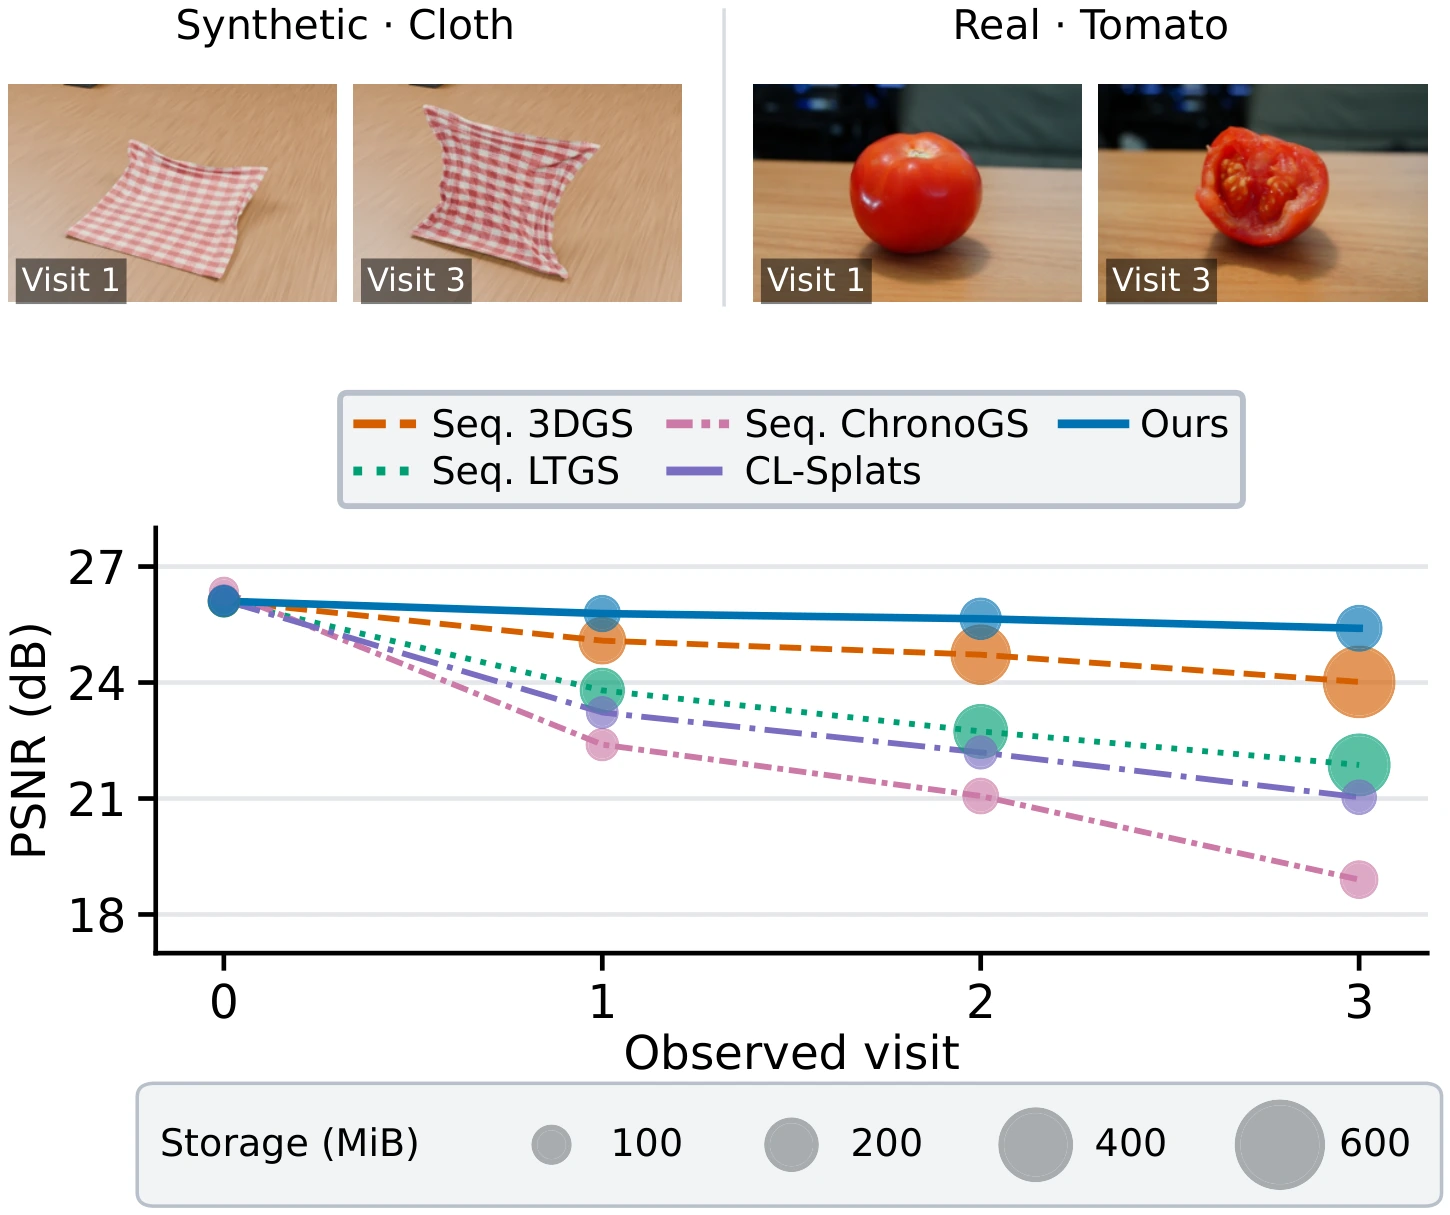 Synthetic · Cloth
Real · Tomato
Visit 1
Visit 3
Visit 1
Visit 3
Seq. 3DGS
Seq. ChronoGS
Ours
Seq. LTGS
CL-Splats
PSNR (dB)
27
24
21
18
0
1
2
3
Observed visit
Storage (MiB)
100
200
400
600